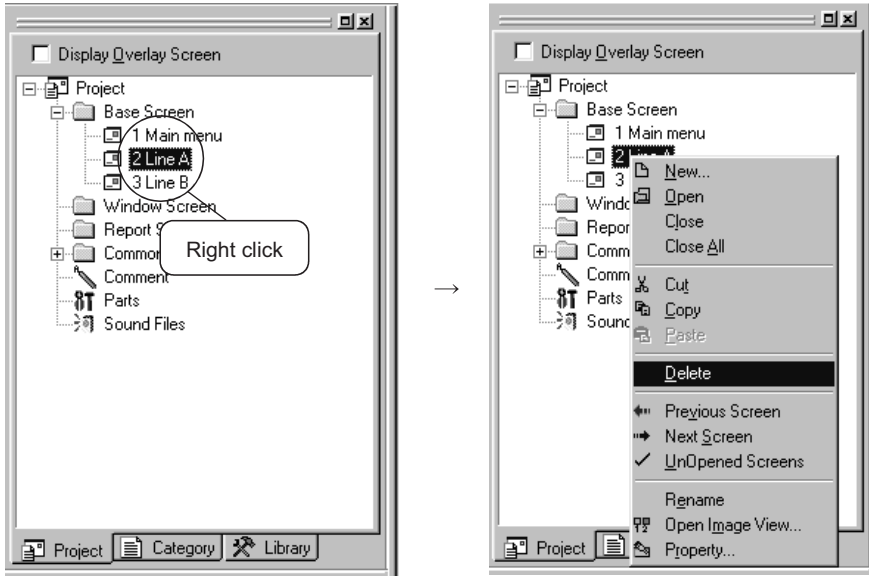 Display Overlay Screen
Project
Base Screen
1 Main menu
2 Line A
3 Line B
Window Screen
Report S
Right click
Common
Comment
Parts
Sound Files
Project
Category
Library
→
Display Overlay Screen
Project
Base Screen
1 Main menu
2
3
Windo
Repor
Comm
Comm
Parts
Sound
New...
Open
Close
Close All
Cut
Copy
Paste
Delete
Previous Screen
Next Screen
UnOpened Screens
Rename
Open Image View...
Property...
Project